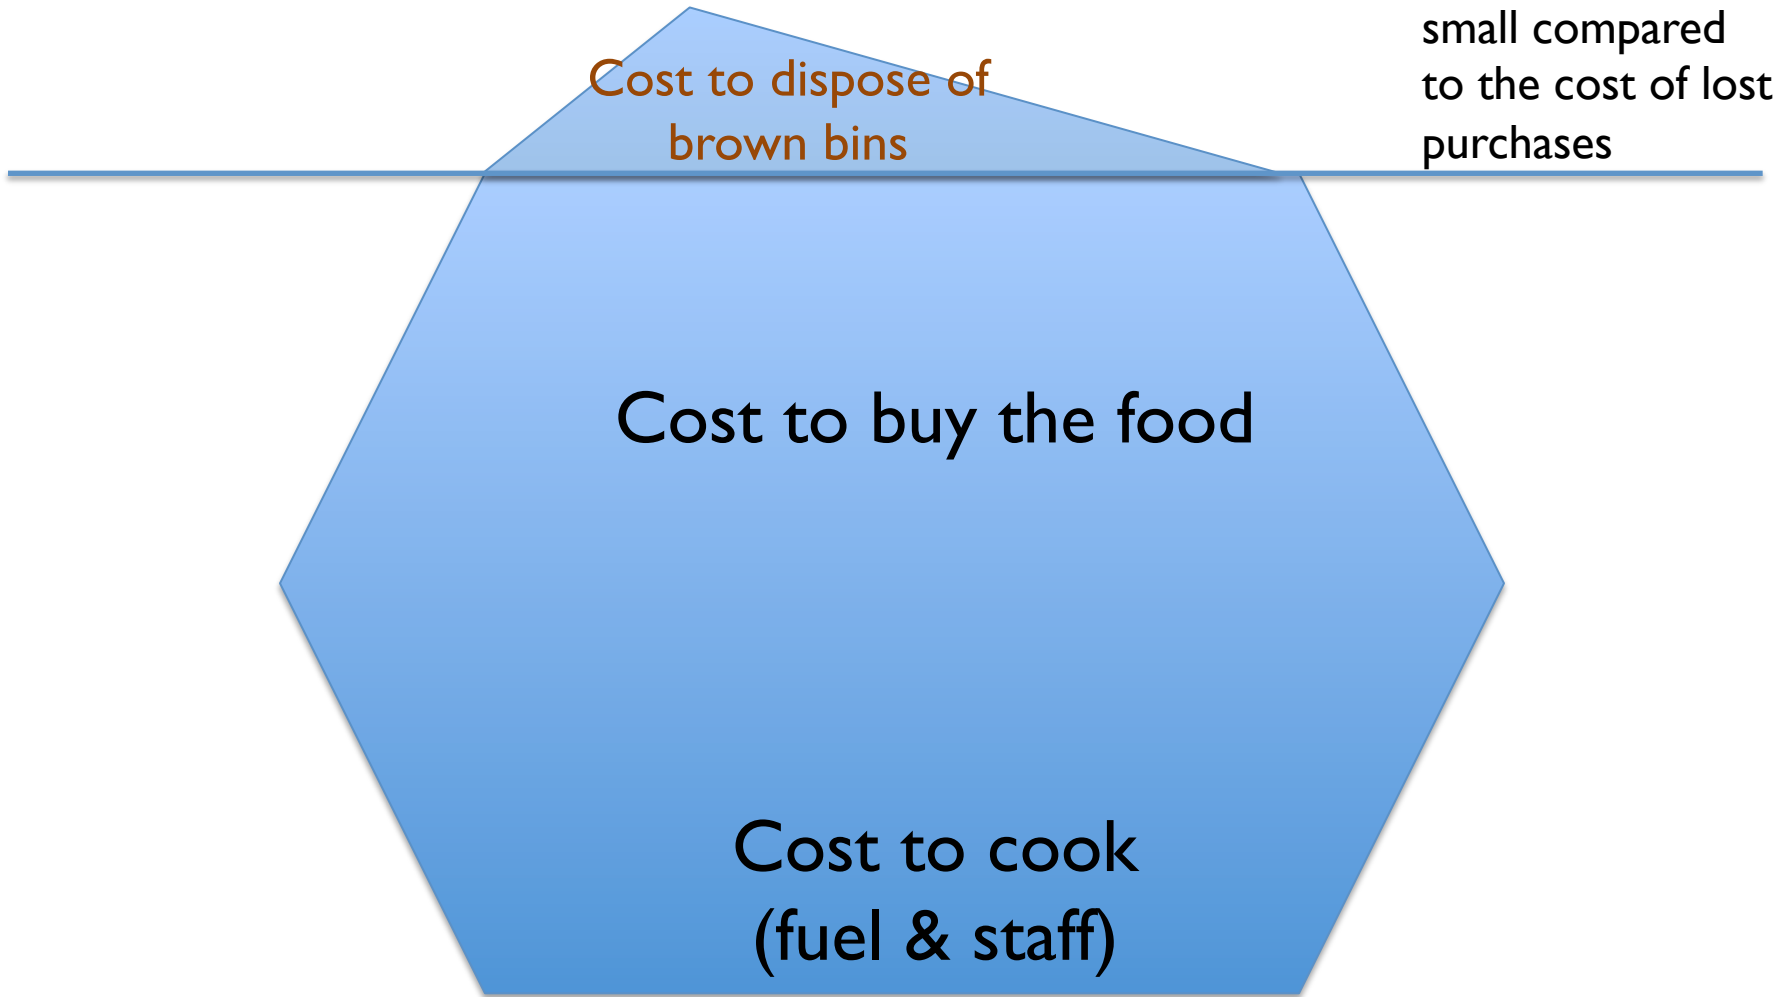 Cost to dispose of
brown bins
small compared
to the cost of lost
purchases
Cost to buy the food
Cost to cook
(fuel & staff)